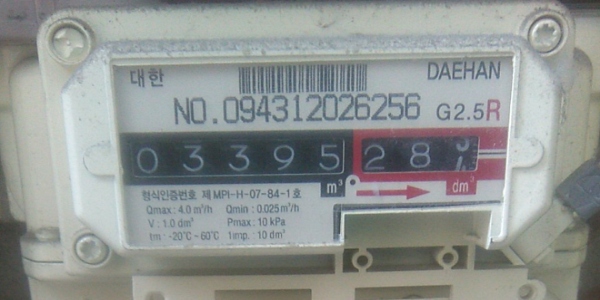 대한 DAEHAN
NO.094312026256 G2.5R
03395 28
m³ dm³
형식인증번호 제 MPI-H-07-84-1호
Qmax : 4.0 m³/h Qmin : 0.025 m³/h
V : 1.0 dm³ Pmax : 10 kPa
tm : -20°C ~ 60°C 1imp. : 10 dm³